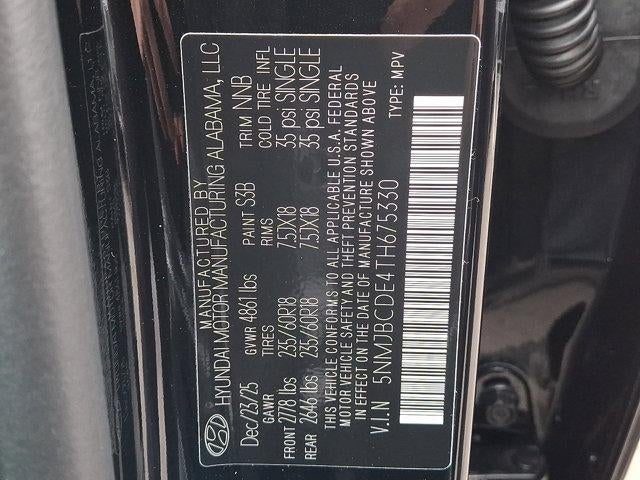 MANUFACTURED BY
HYUNDAI MOTOR MANUFACTURING ALABAMA, LLC
Dec/23/25 GVWR 4861 lbs PAINT S3B TRIM NNB
GAWR TIRES RIMS COLD TIRE INFL
FRONT 2778 lbs 235/60R18 7.5JX18 35 psi SINGLE
REAR 2646 lbs 235/60R18 7.5JX18 35 psi SINGLE
THIS VEHICLE CONFORMS TO ALL APPLICABLE U.S.A. FEDERAL
MOTOR VEHICLE SAFETY AND THEFT PREVENTION STANDARDS
IN EFFECT ON THE DATE OF MANUFACTURE SHOWN ABOVE
V.I.N 5NMJBCDE4TH675330 TYPE: MPV